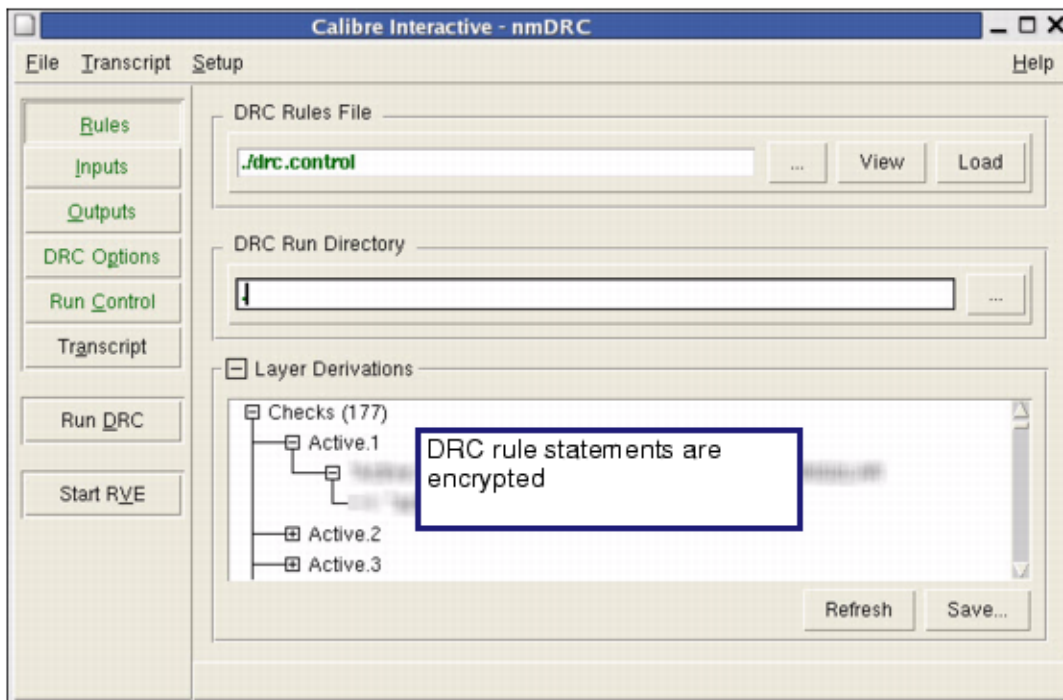 Calibre Interactive - nmDRC
File Transcript Setup Help
Rules
Inputs
Outputs
DRC Options
Run Control
Transcript
Run DRC
Start RVE
DRC Rules File
./drc.control
... View Load
DRC Run Directory
.
...
Layer Derivations
Checks (177)
Active.1
DRC rule statements are
encrypted
Active.2
Active.3
Refresh Save...